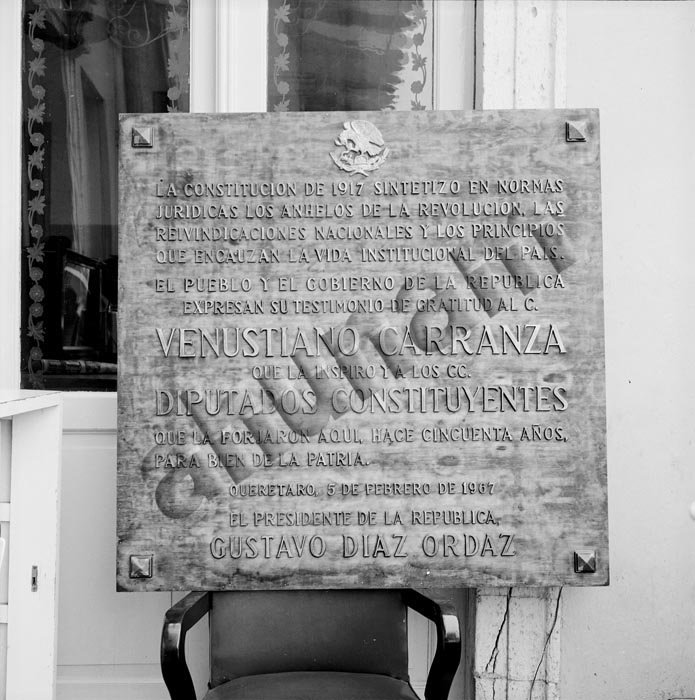 LA CONSTITUCION DE 1917 SINTETIZO EN NORMAS
JURIDICAS LOS ANHELOS DE LA REVOLUCION, LAS
REIVINDICACIONES NACIONALES Y LOS PRINCIPIOS
QUE ENCAUZAN LA VIDA INSTITUCIONAL DEL PAIS.
EL PUEBLO Y EL GOBIERNO DE LA REPUBLICA
EXPRESAN SU TESTIMONIO DE GRATITUD AL C.
VENUSTIANO CARRANZA
QUE LA INSPIRO Y A LOS CC.
DIPUTADOS CONSTITUYENTES
QUE LA FORJARON AQUI, HACE CINCUENTA AÑOS,
PARA BIEN DE LA PATRIA.
QUERETARO, 5 DE FEBRERO DE 1967
EL PRESIDENTE DE LA REPUBLICA,
GUSTAVO DIAZ ORDAZ